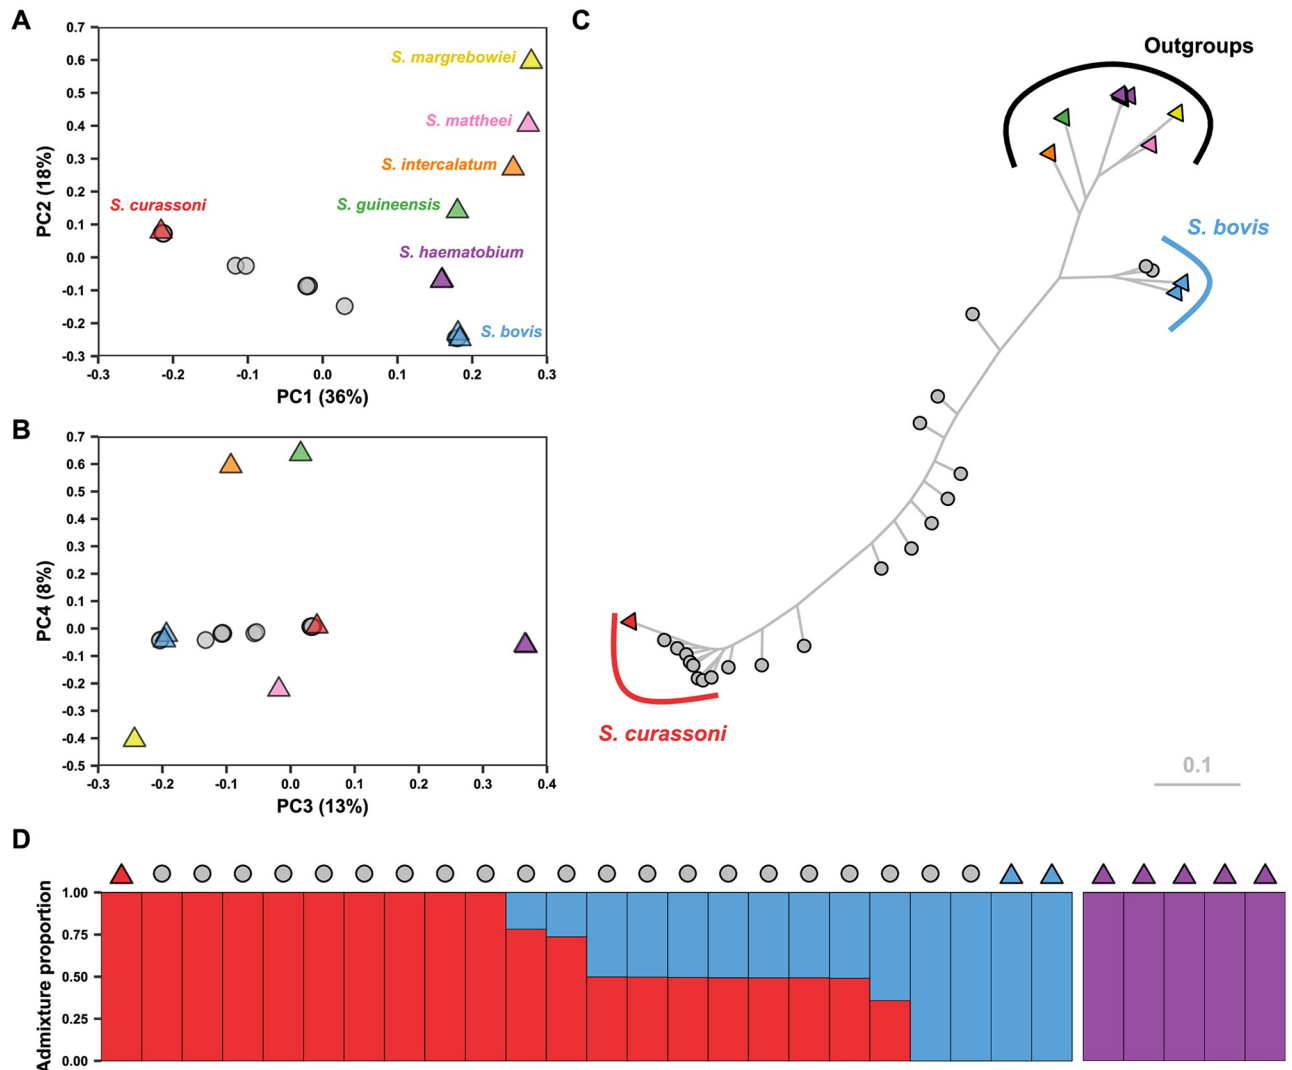 A
0.7
0.6
0.5
0.4
0.3
0.2
0.1
0.0
-0.1
-0.2
-0.3
PC2 (18%)
S. margrebowiei
S. mattheei
S. intercalatum
S. guineensis
S. curassoni
S. haematobium
S. bovis
-0.3 -0.2 -0.1 0.0 0.1 0.2 0.3
PC1 (36%)
B
0.7
0.6
0.5
0.4
0.3
0.2
0.1
0.0
-0.1
-0.2
-0.3
-0.4
-0.5
PC4 (8%)
-0.3 -0.2 -0.1 0.0 0.1 0.2 0.3 0.4
PC3 (13%)
C
Outgroups
S. bovis
S. curassoni
0.1
D
1.00
0.75
0.50
0.25
0.00
Admixture proportion